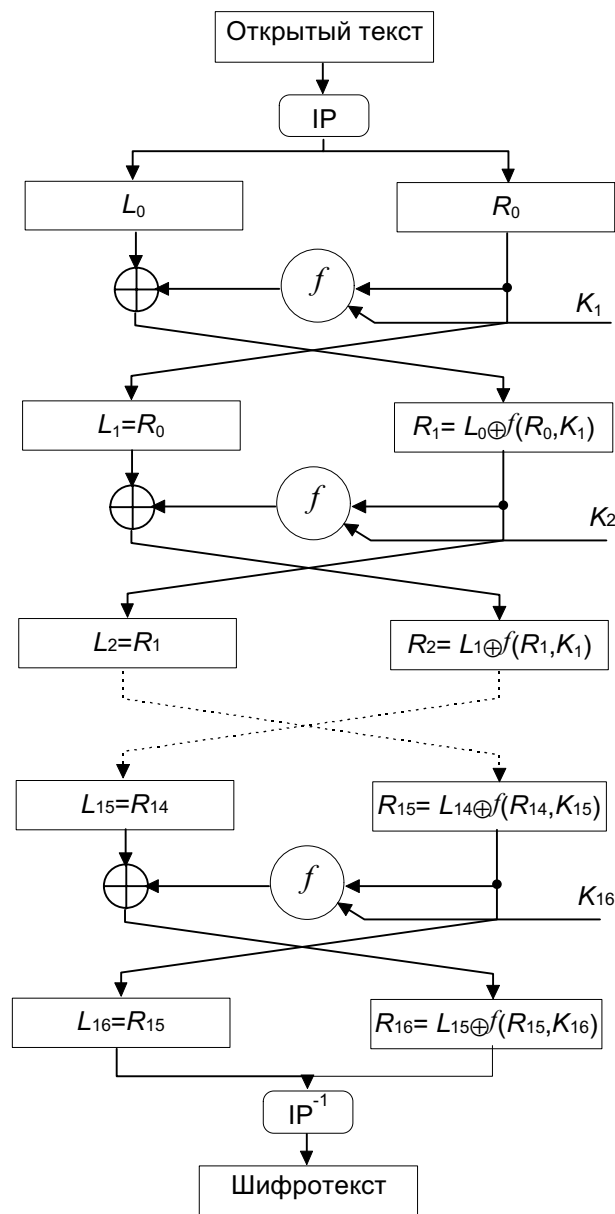 Открытый текст
IP
L₀
R₀
f
K₁
L₁=R₀
R₁= L₀⊕f(R₀,K₁)
f
K₂
L₂=R₁
R₂= L₁⊕f(R₁,K₁)
L₁₅=R₁₄
R₁₅= L₁₄⊕f(R₁₄,K₁₅)
f
K₁₆
L₁₆=R₁₅
R₁₆= L₁₅⊕f(R₁₅,K₁₆)
IP⁻¹
Шифротекст